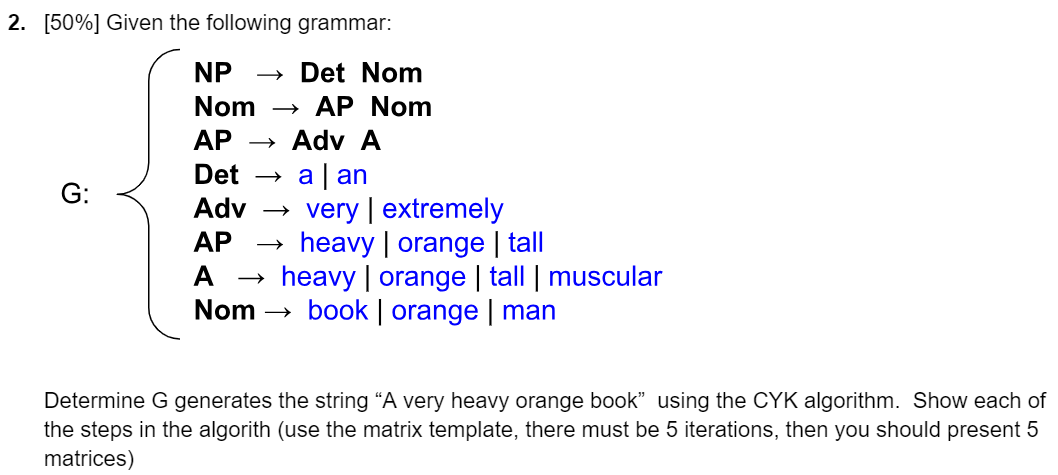 2. [50%] Given the following grammar:
NP → Det Nom
Nom → AP Nom
AP → Adv A
Det → a | an
G:
Adv → very | extremely
AP → heavy | orange | tall
A → heavy | orange | tall | muscular
Nom → book | orange | man
Determine G generates the string “A very heavy orange book” using the CYK algorithm. Show each of
the steps in the algorith (use the matrix template, there must be 5 iterations, then you should present 5
matrices)